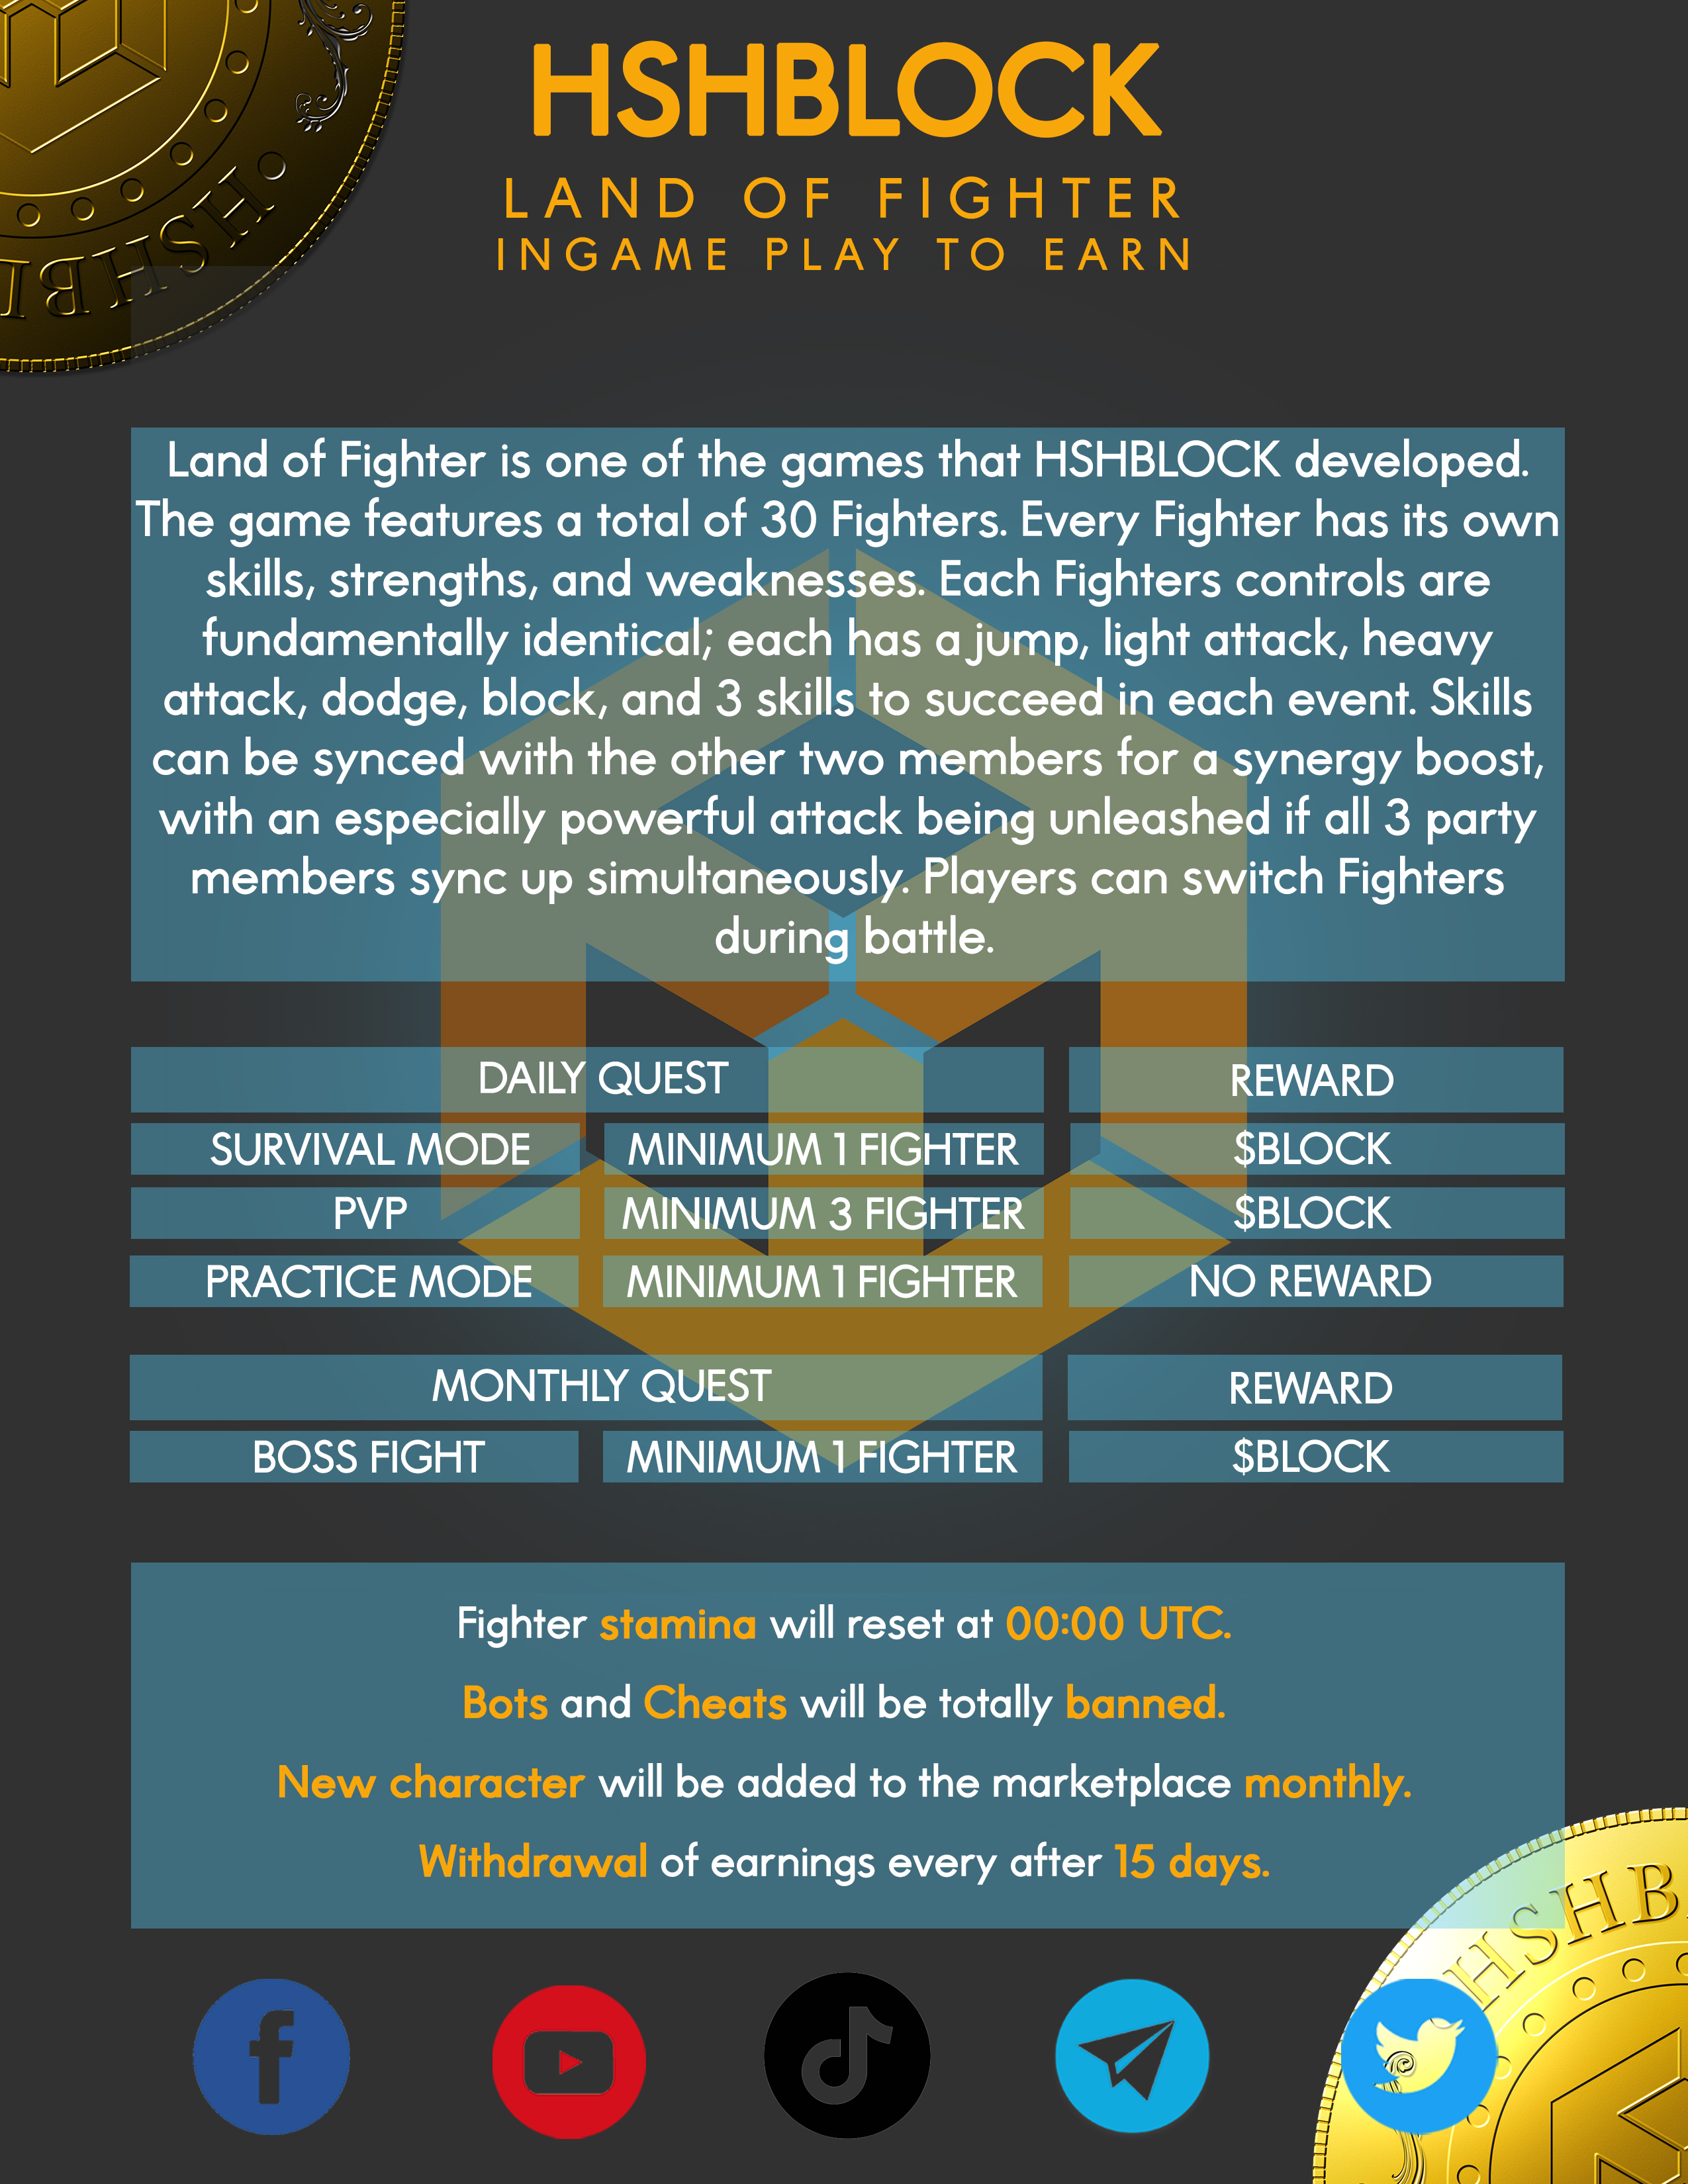 HSHBLOCK
LAND OF FIGHTER
INGAME PLAY TO EARN
HSHBL
Land of Fighter is one of the games that HSHBLOCK developed.
The game features a total of 30 Fighters. Every Fighter has its own
skills, strengths, and weaknesses. Each Fighters controls are
fundamentally identical; each has a jump, light attack, heavy
attack, dodge, block, and 3 skills to succeed in each event. Skills
can be synced with the other two members for a synergy boost,
with an especially powerful attack being unleashed if all 3 party
members sync up simultaneously. Players can switch Fighters
during battle.
DAILY QUEST REWARD
SURVIVAL MODE MINIMUM 1 FIGHTER $BLOCK
PVP MINIMUM 3 FIGHTER $BLOCK
PRACTICE MODE MINIMUM 1 FIGHTER NO REWARD
MONTHLY QUEST REWARD
BOSS FIGHT MINIMUM 1 FIGHTER $BLOCK
Fighter stamina will reset at 00:00 UTC.
Bots and Cheats will be totally banned.
New character will be added to the marketplace monthly.
Withdrawal of earnings every after 15 days.
HSHB